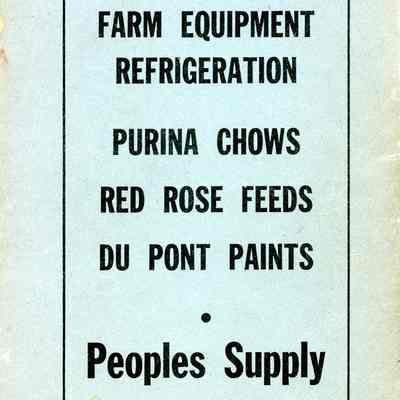 FARM EQUIPMENT
REFRIGERATION
PURINA CHOWS
RED ROSE FEEDS
DU PONT PAINTS
•
Peoples Supply